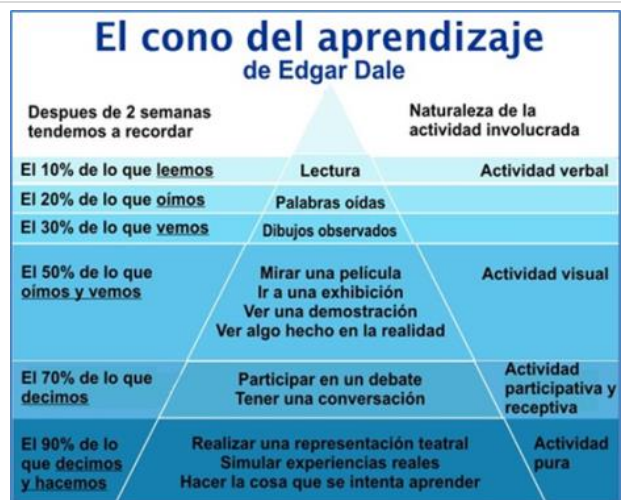 El cono del aprendizaje
de Edgar Dale
Despues de 2 semanas
tendemos a recordar
Naturaleza de la
actividad involucrada
El 10% de lo que leemos
Lectura
Actividad verbal
El 20% de lo que oímos
Palabras oídas
El 30% de lo que vemos
Dibujos observados
El 50% de lo que
oímos y vemos
Mirar una película
Ir a una exhibición
Ver una demostración
Ver algo hecho en la realidad
Actividad visual
El 70% de lo que
decimos
Participar en un debate
Tener una conversación
Actividad
participativa y
receptiva
El 90% de lo
que decimos
y hacemos
Realizar una representación teatral
Simular experiencias reales
Hacer la cosa que se intenta aprender
Actividad
pura